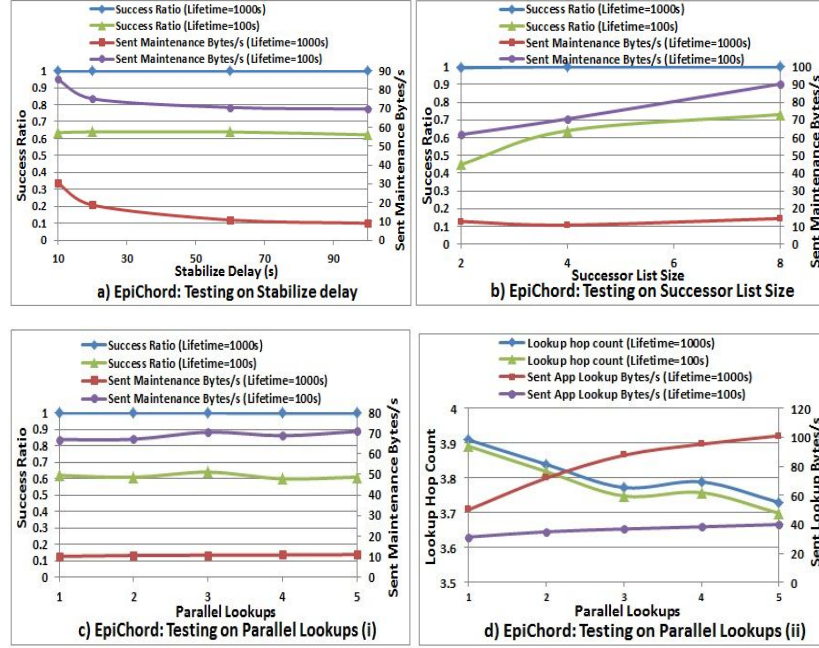 Success Ratio (Lifetime=1000s)
Success Ratio (Lifetime=100s)
Sent Maintenance Bytes/s (Lifetime=1000s)
Sent Maintenance Bytes/s (Lifetime=100s)
1
0.9
0.8
0.7
0.6
0.5
0.4
0.3
0.2
0.1
0
Success Ratio
90
80
70
60
50
40
30
20
10
0
Sent Maintenance Bytes/s
10 30 50 70 90
Stabilize Delay (s)
a) EpiChord: Testing on Stabilize delay
Success Ratio (Lifetime=1000s)
Success Ratio (Lifetime=100s)
Sent Maintenance Bytes/s (Lifetime=1000s)
Sent Maintenance Bytes/s (Lifetime=100s)
1
0.9
0.8
0.7
0.6
0.5
0.4
0.3
0.2
0.1
0
Success Ratio
100
90
80
70
60
50
40
30
20
10
0
Sent Maintenance Bytes/s
2 4 6 8
Successor List Size
b) EpiChord: Testing on Successor List Size
Success Ratio (Lifetime=1000s)
Success Ratio (Lifetime=100s)
Sent Maintenance Bytes/s (Lifetime=1000s)
Sent Maintenance Bytes/s (Lifetime=100s)
1
0.9
0.8
0.7
0.6
0.5
0.4
0.3
0.2
0.1
0
Success Ratio
80
70
60
50
40
30
20
10
0
Sent Maintenance Bytes/s
1 2 3 4 5
Parallel Lookups
c) EpiChord: Testing on Parallel Lookups (i)
Lookup hop count (Lifetime=1000s)
Lookup hop count (Lifetime=100s)
Sent App Lookup Bytes/s (Lifetime=1000s)
Sent App Lookup Bytes/s (Lifetime=100s)
4
3.9
3.8
3.7
3.6
3.5
Lookup Hop Count
120
100
80
60
40
20
0
Sent Lookup Bytes/s
1 2 3 4 5
Parallel Lookups
d) EpiChord: Testing on Parallel Lookups (ii)